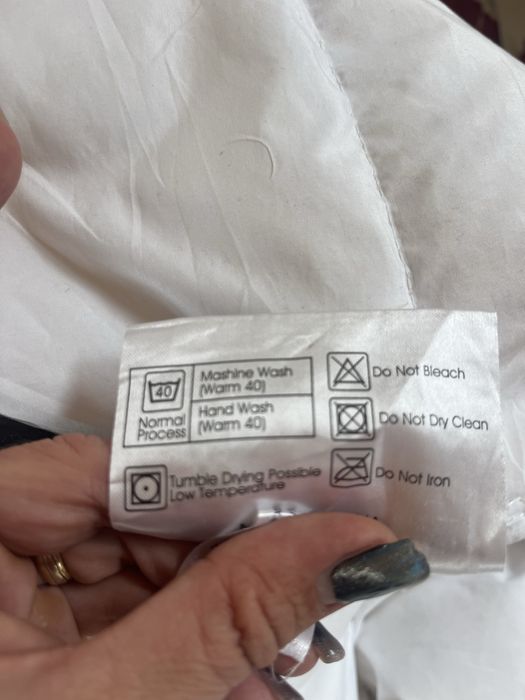 40
Normal
Process
Mashine Wash
(Warm 40)
Hand Wash
(Warm 40)
Tumble Drying Possible
Low Temperature
Do Not Bleach
Do Not Dry Clean
Do Not Iron